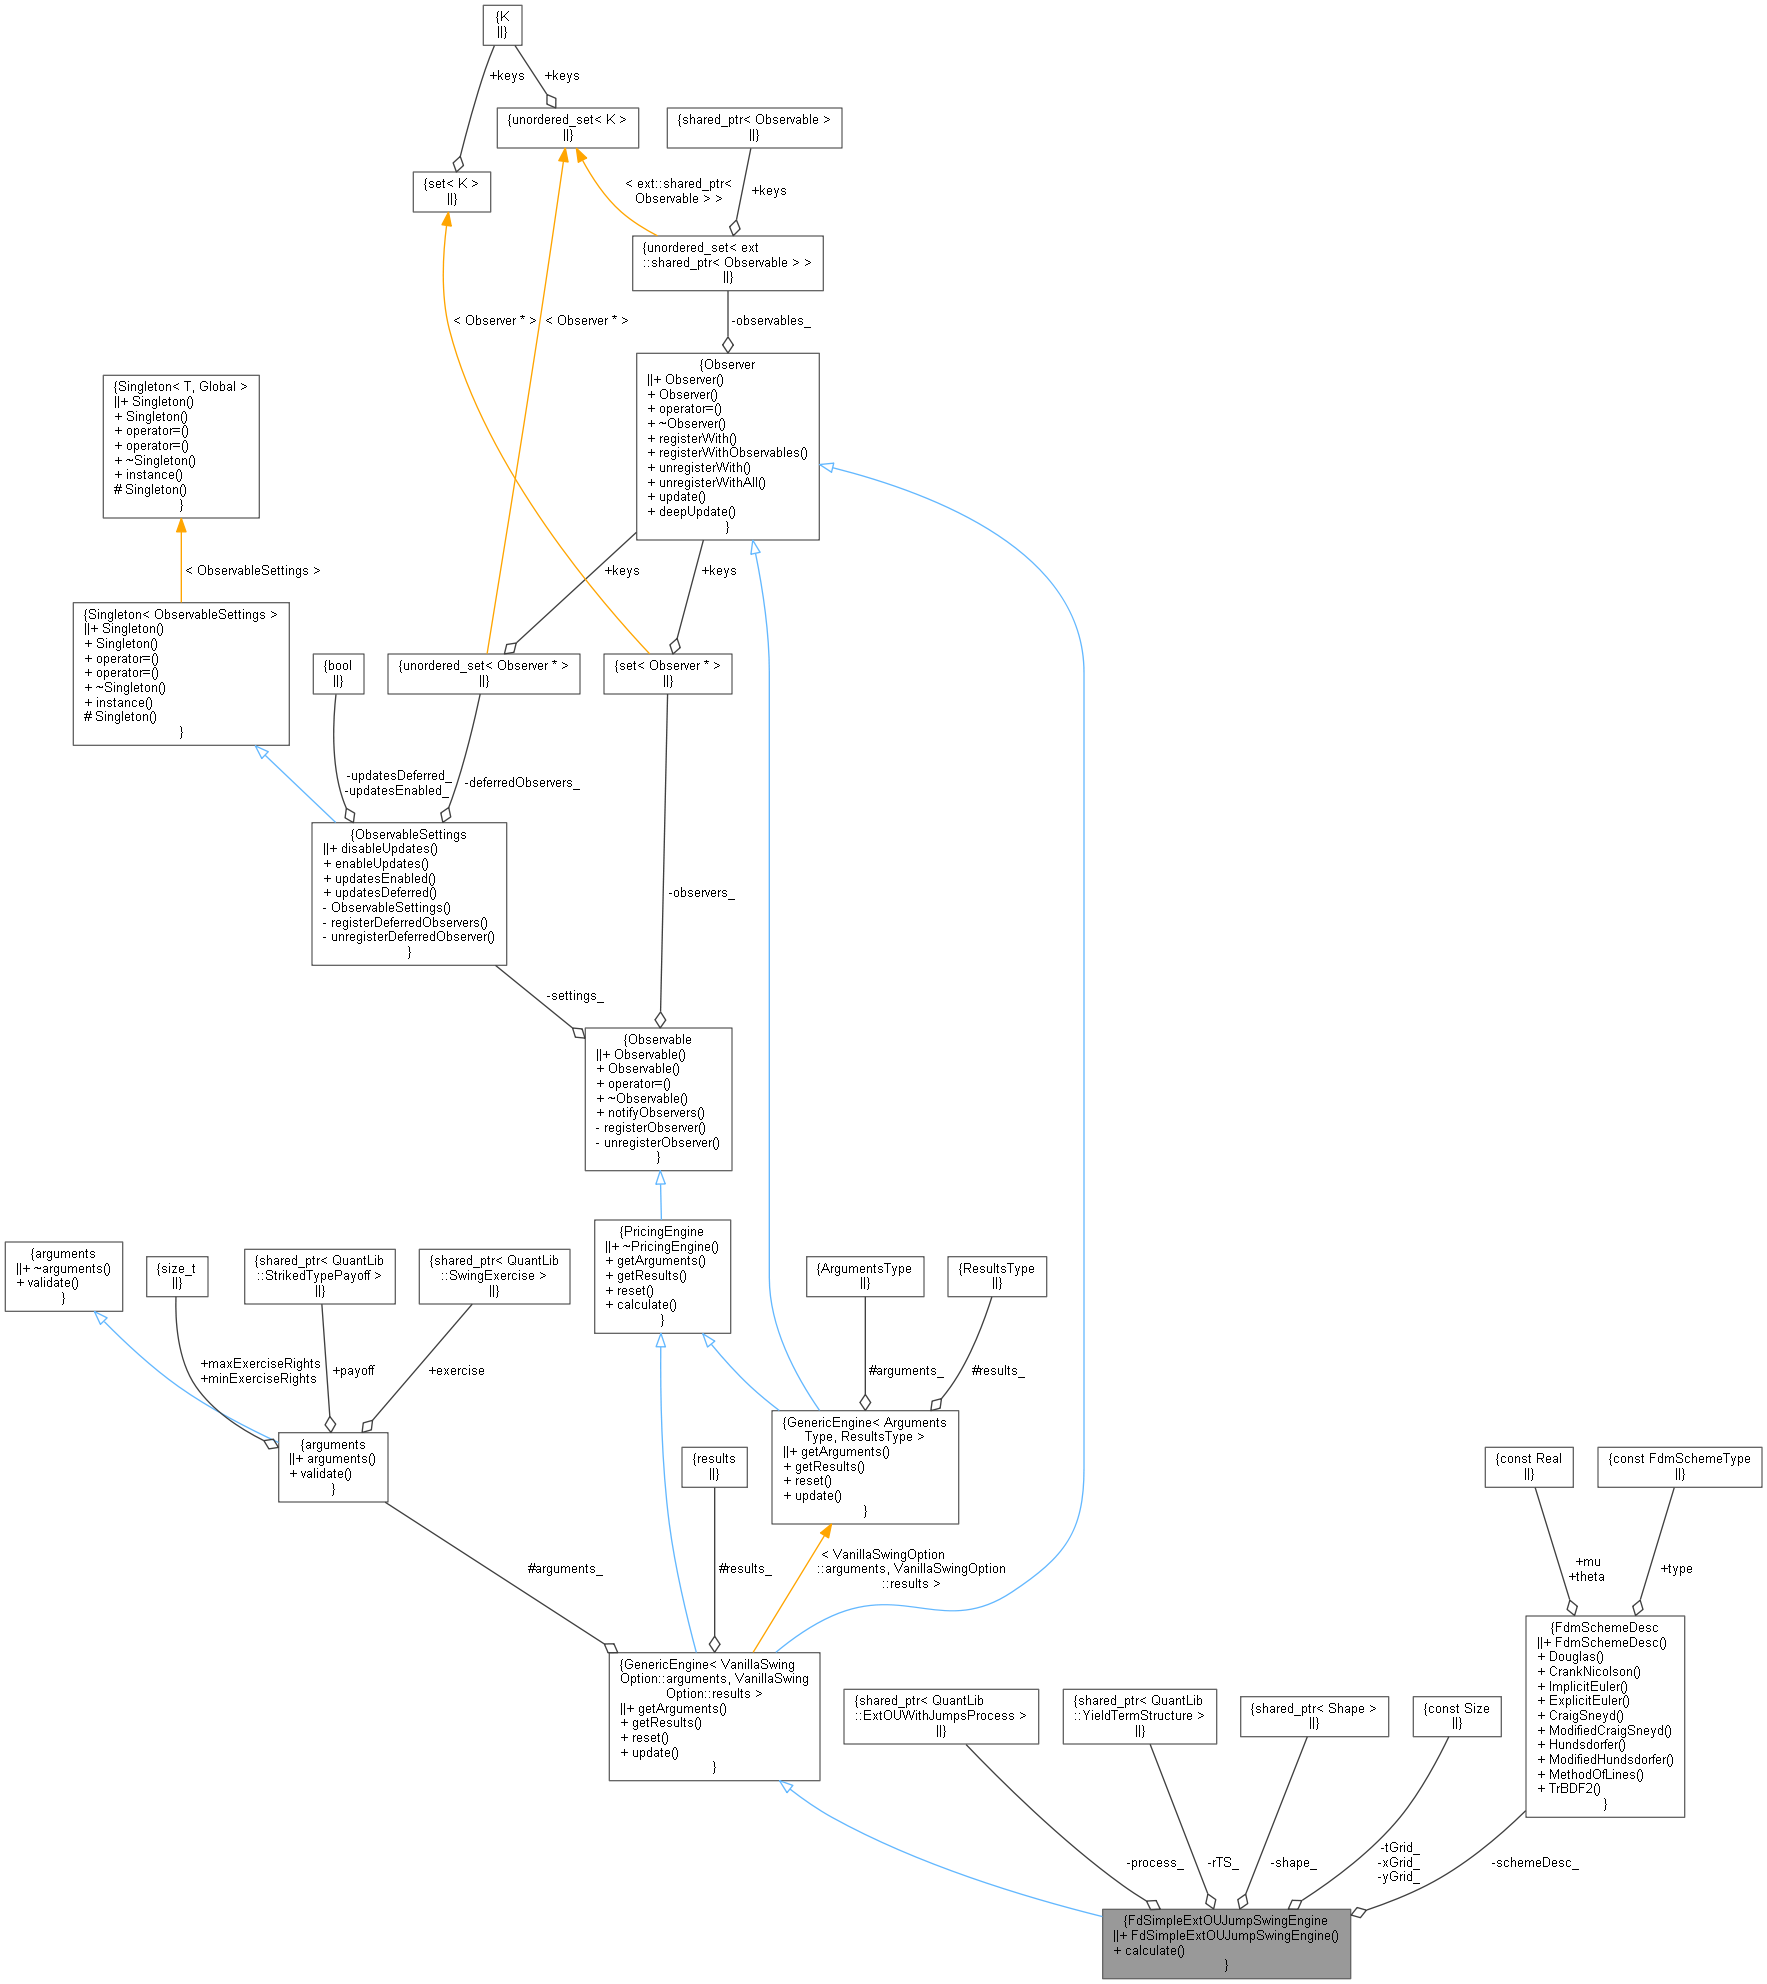 {K
||}
+keys
+keys
{unordered_set< K >
||}
{shared_ptr< Observable >
||}
{set< K >
||}
< ext::shared_ptr<
Observable > >
+keys
{unordered_set< ext
::shared_ptr< Observable > >
||}
< Observer * >
< Observer * >
-observables_
{Observer
||+ Observer()
+ Observer()
+ operator=()
+ ~Observer()
+ registerWith()
+ registerWithObservables()
+ unregisterWith()
+ unregisterWithAll()
+ update()
+ deepUpdate()
}
{Singleton< T, Global >
||+ Singleton()
+ Singleton()
+ operator=()
+ operator=()
+ ~Singleton()
+ instance()
# Singleton()
}
< ObservableSettings >
+keys
+keys
{Singleton< ObservableSettings >
||+ Singleton()
+ Singleton()
+ operator=()
+ operator=()
+ ~Singleton()
+ instance()
# Singleton()
}
{bool
||}
{unordered_set< Observer * >
||}
{set< Observer * >
||}
-updatesDeferred_
-updatesEnabled_
-deferredObservers_
{ObservableSettings
||+ disableUpdates()
+ enableUpdates()
+ updatesEnabled()
+ updatesDeferred()
- ObservableSettings()
- registerDeferredObservers()
- unregisterDeferredObserver()
}
-observers_
-settings_
{Observable
||+ Observable()
+ Observable()
+ operator=()
+ ~Observable()
+ notifyObservers()
- registerObserver()
- unregisterObserver()
}
{PricingEngine
||+ ~PricingEngine()
+ getArguments()
+ getResults()
+ reset()
+ calculate()
}
{arguments
||+ ~arguments()
+ validate()
}
{size_t
||}
{shared_ptr< QuantLib
::StrikedTypePayoff >
||}
{shared_ptr< QuantLib
::SwingExercise >
||}
{ArgumentsType
||}
{ResultsType
||}
+maxExerciseRights
+minExerciseRights
+payoff
+exercise
#arguments_
#results_
{arguments
||+ arguments()
+ validate()
}
{results
||}
{GenericEngine< Arguments
Type, ResultsType >
||+ getArguments()
+ getResults()
+ reset()
+ update()
}
{const Real
||}
{const FdmSchemeType
||}
#arguments_
#results_
< VanillaSwingOption
::arguments, VanillaSwingOption
::results >
+mu
+theta
+type
{GenericEngine< VanillaSwing
Option::arguments, VanillaSwing
Option::results >
||+ getArguments()
+ getResults()
+ reset()
+ update()
}
{shared_ptr< QuantLib
::ExtOUWithJumpsProcess >
||}
{shared_ptr< QuantLib
::YieldTermStructure >
||}
{shared_ptr< Shape >
||}
{const Size
||}
{FdmSchemeDesc
||+ FdmSchemeDesc()
+ Douglas()
+ CrankNicolson()
+ ImplicitEuler()
+ ExplicitEuler()
+ CraigSneyd()
+ ModifiedCraigSneyd()
+ Hundsdorfer()
+ ModifiedHundsdorfer()
+ MethodOfLines()
+ TrBDF2()
}
-process_
-rTS_
-shape_
-tGrid_
-xGrid_
-yGrid_
-schemeDesc_
{FdSimpleExtOUJumpSwingEngine
||+ FdSimpleExtOUJumpSwingEngine()
+ calculate()
}